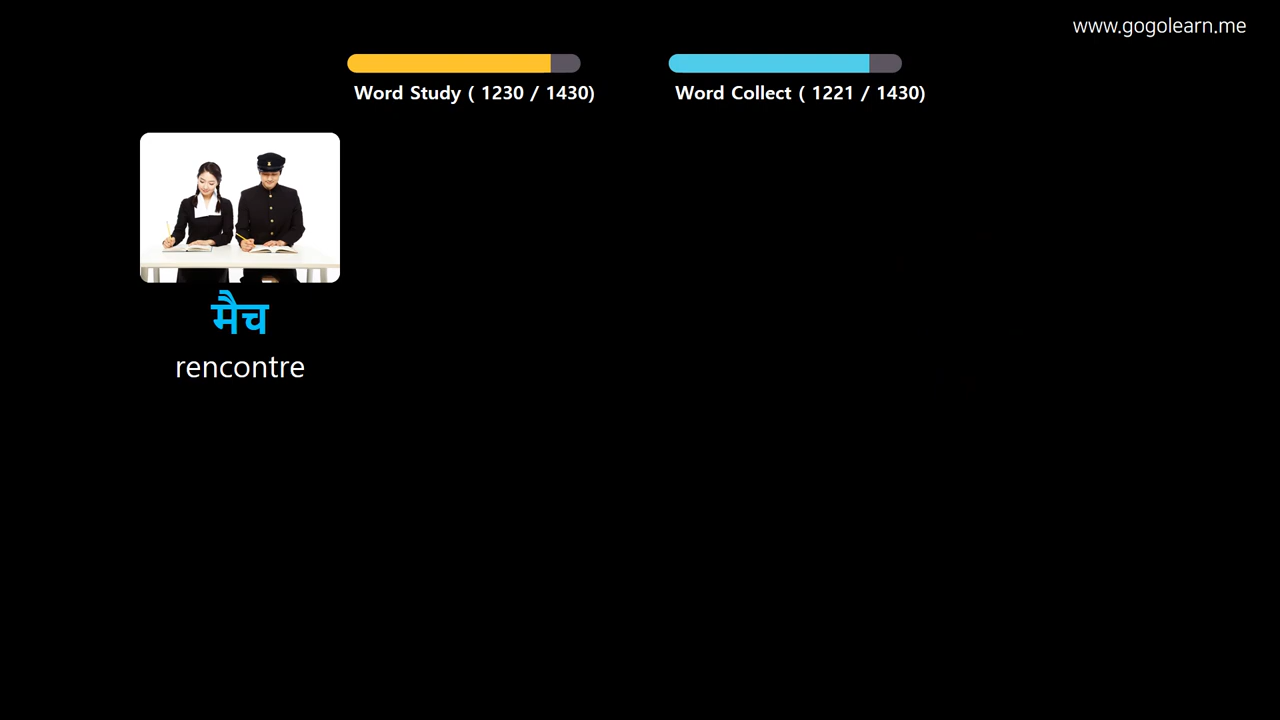 www.gogolearn.me
Word Study ( 1230 / 1430)
Word Collect ( 1221 / 1430)
मैच
rencontre